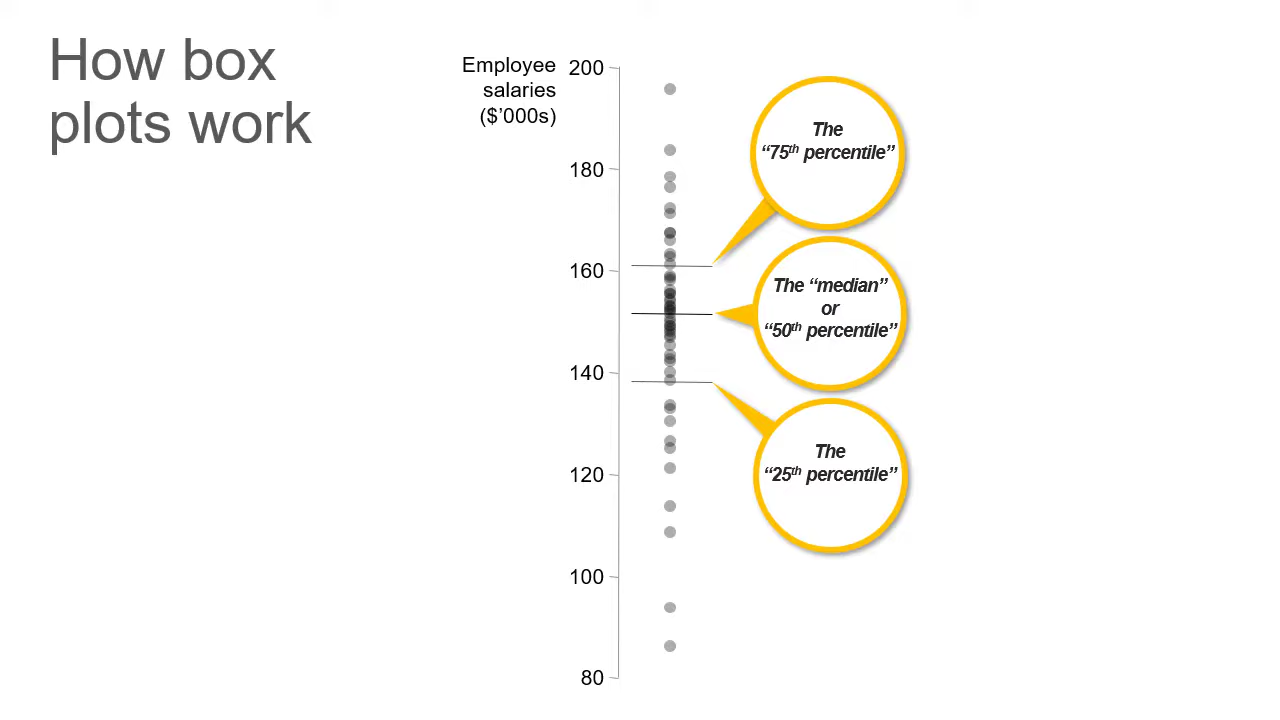 How box
plots work
Employee
salaries
($’000s)
200
180
160
140
120
100
80
The
“75th percentile”
The “median”
or
“50th percentile”
The
“25th percentile”